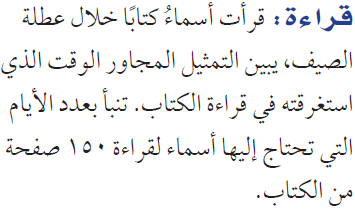 قراءة: قرأت أسماءُ كتابًا خلال عطلة
الصيف، يبين التمثيل المجاور الوقت الذي
استغرقته في قراءة الكتاب. تنبأ بعدد الأيام
التي تحتاج إليها أسماء لقراءة ١٥٠ صفحة
من الكتاب.